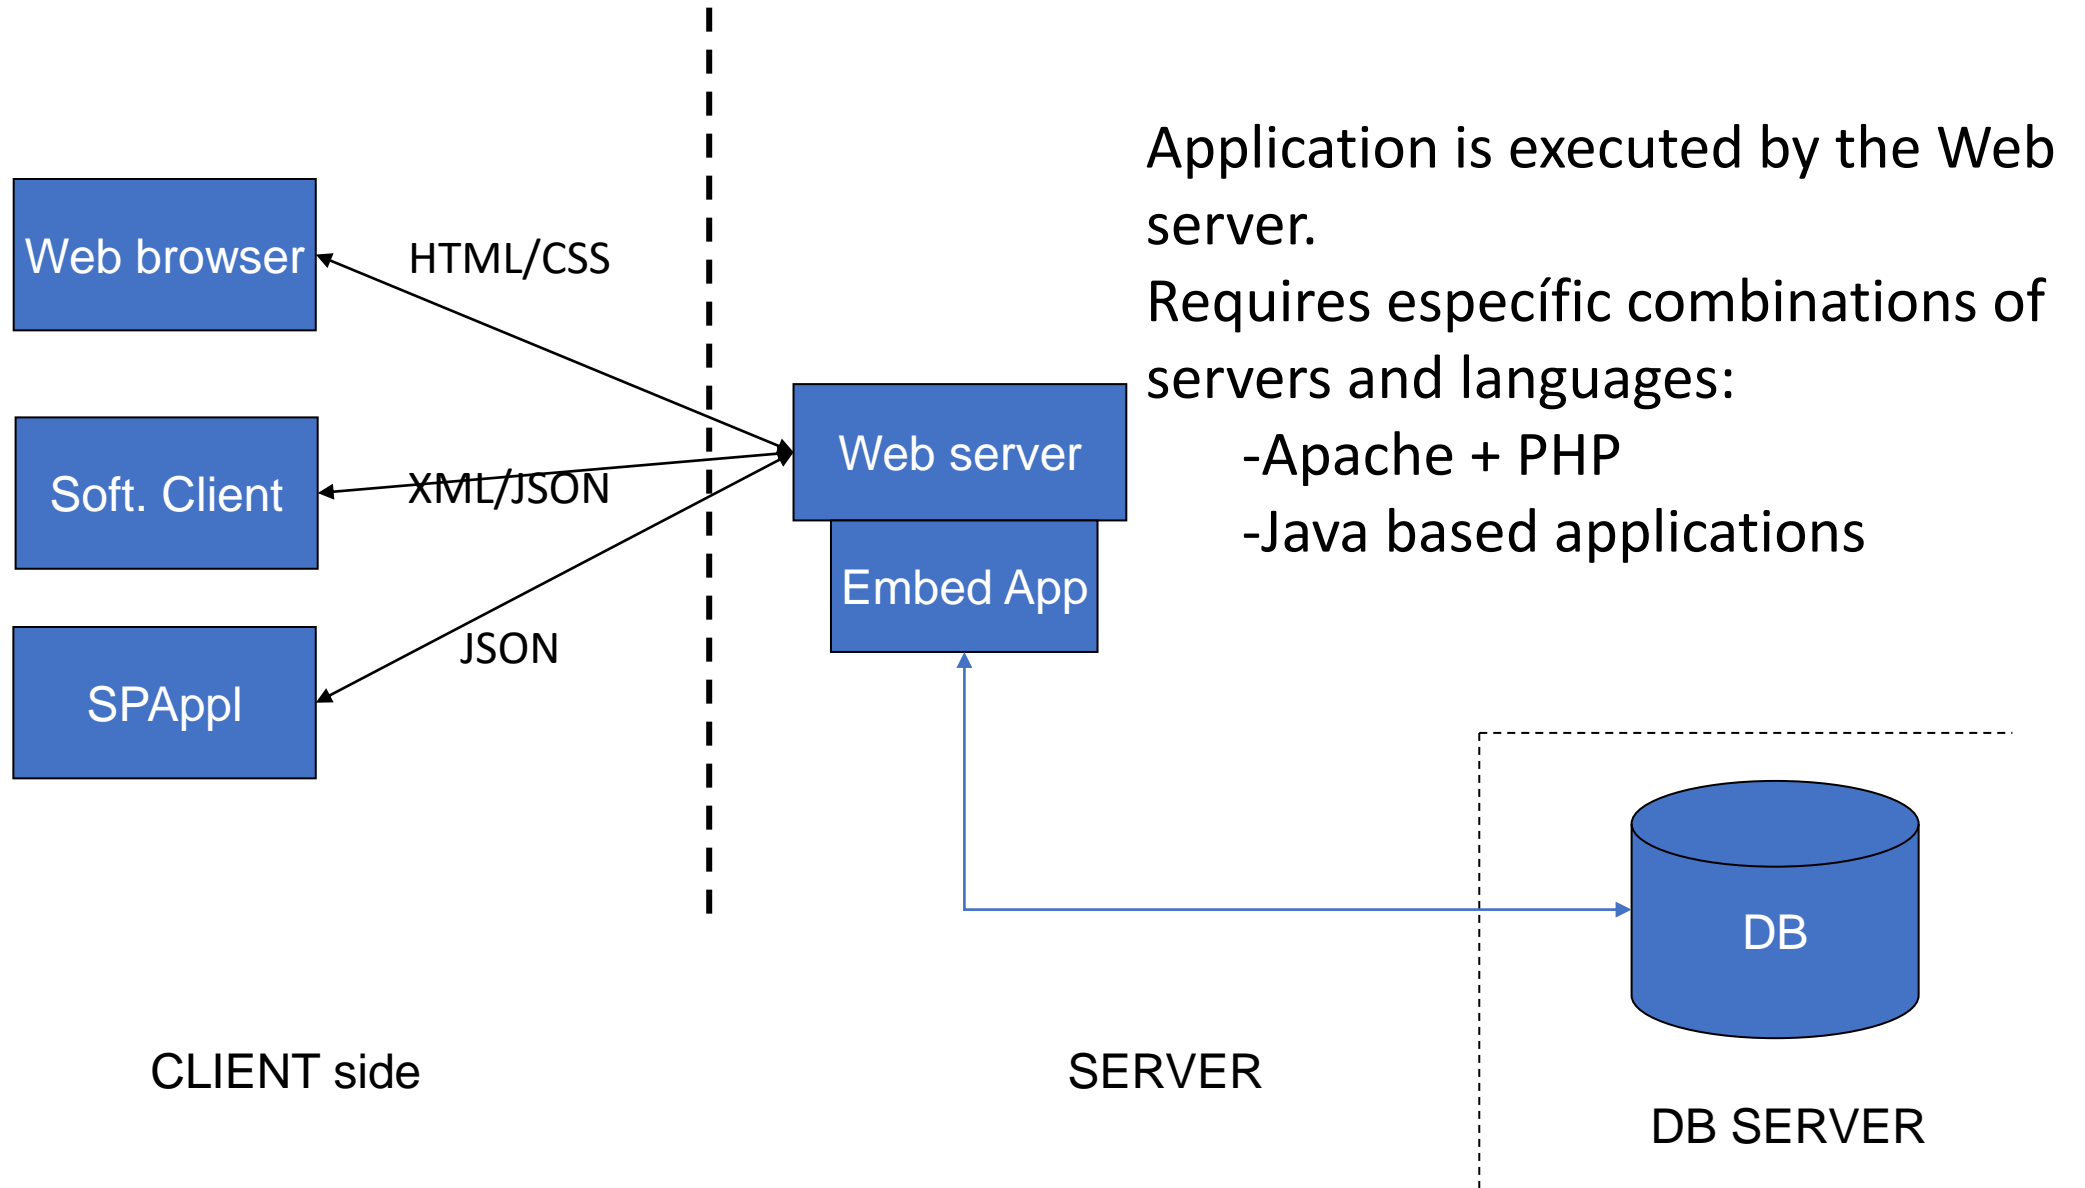 Application is executed by the Web
server.
Requires específic combinations of
servers and languages:
-Apache + PHP
-Java based applications
Web browser
HTML/CSS
Web server
Soft. Client
XML/JSON
Embed App
JSON
SPAppl
DB
CLIENT side
SERVER
DB SERVER